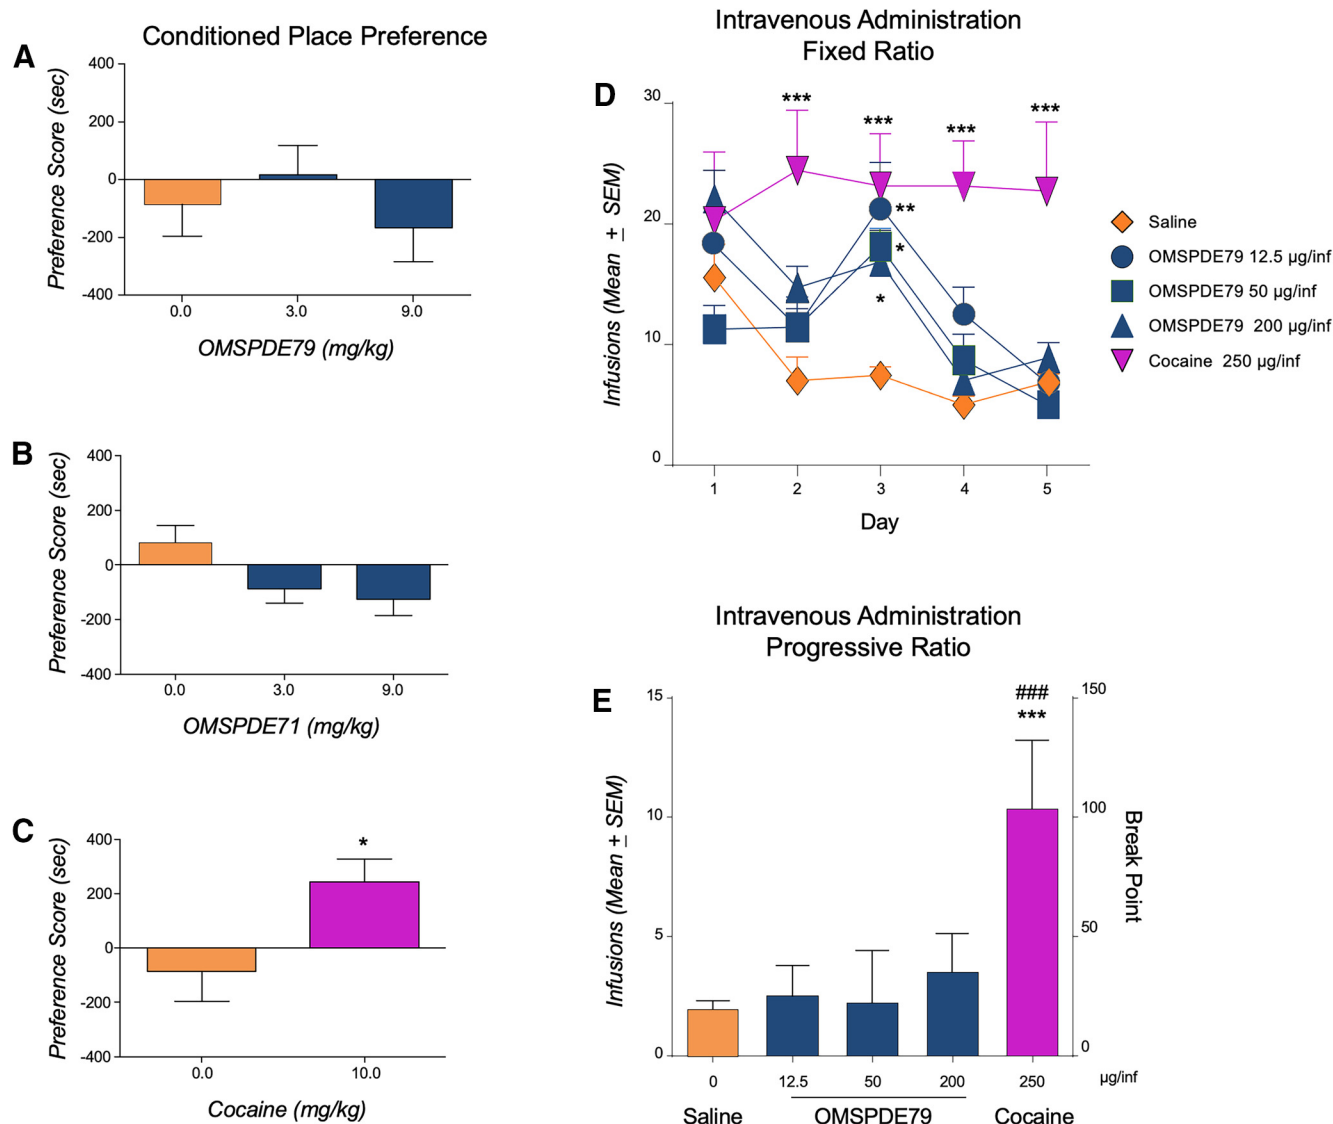 Conditioned Place Preference
A
Preference Score (sec)
400
200
0
-200
-400
0.0
3.0
9.0
OMSPDE79 (mg/kg)
B
Preference Score (sec)
400
200
0
-200
-400
0.0
3.0
9.0
OMSPDE71 (mg/kg)
C
Preference Score (sec)
400
200
0
-200
-400
*
0.0
10.0
Cocaine (mg/kg)
Intravenous Administration
Fixed Ratio
D
Infusions (Mean ± SEM)
30
20
10
0
***
***
***
***
**
*
*
1
2
3
4
5
Day
Saline
OMSPDE79 12.5 µg/inf
OMSPDE79 50 µg/inf
OMSPDE79 200 µg/inf
Cocaine 250 µg/inf
Intravenous Administration
Progressive Ratio
E
Infusions (Mean ± SEM)
15
10
5
0
###
***
150
100
50
0
Break Point
0
12.5
50
200
250
µg/inf
Saline
OMSPDE79
Cocaine